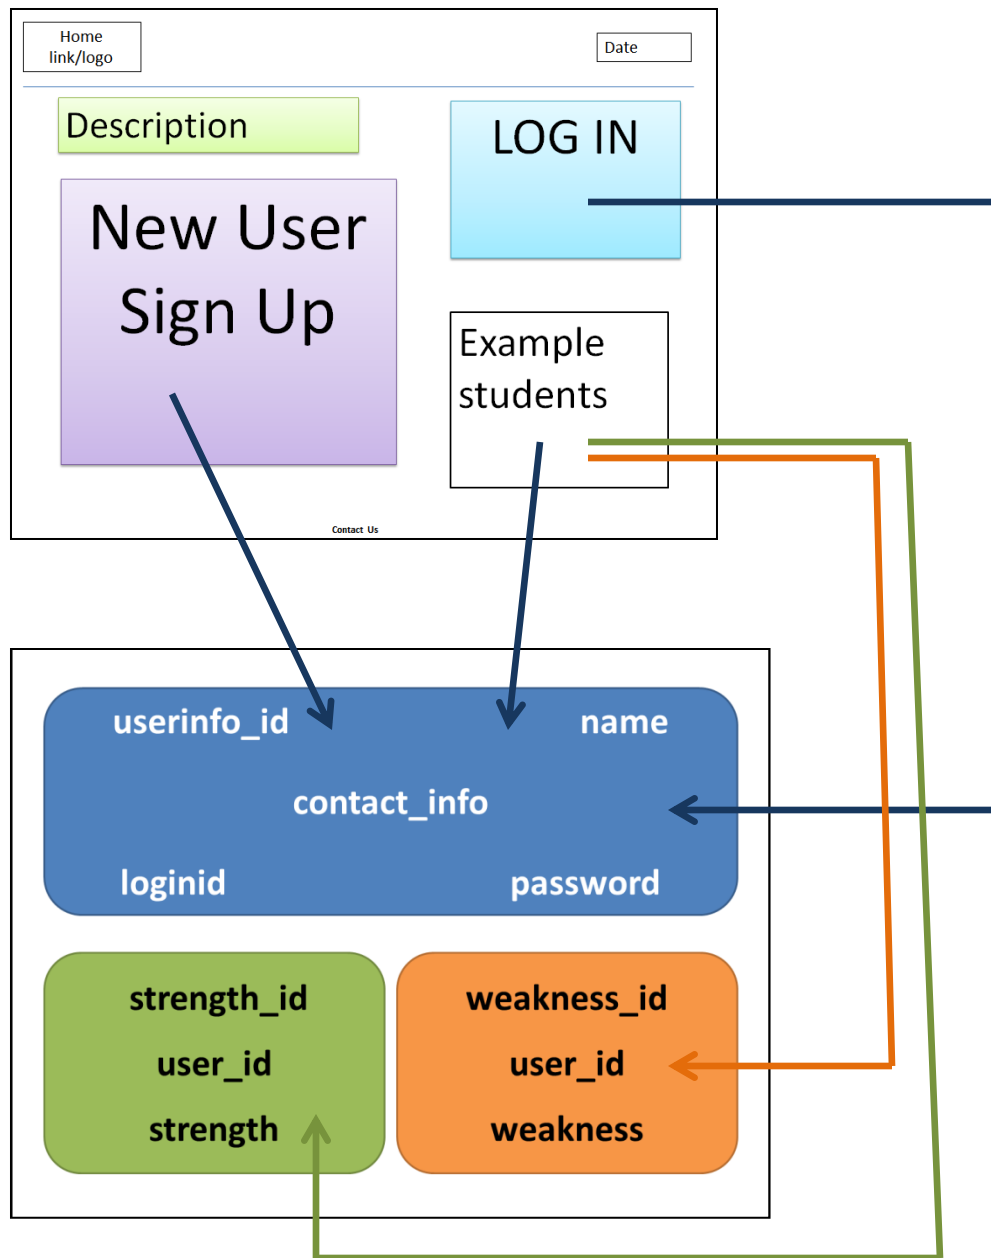 Home
link/logo
Date
Description
LOG IN
New User
Sign Up
Example
students
Contact Us
userinfo_id
name
contact_info
loginid
password
strength_id
user_id
strength
weakness_id
user_id
weakness